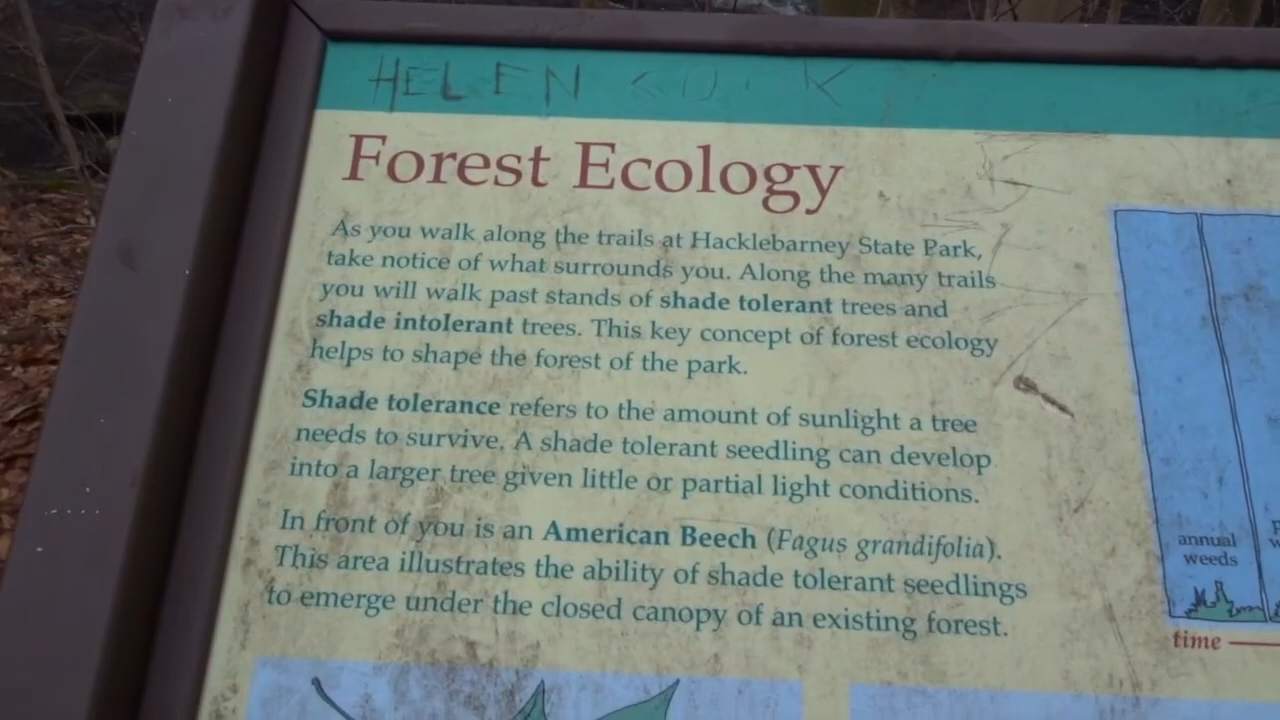 HELEN
Forest Ecology
As you walk along the trails at Hacklebarney State Park,
take notice of what surrounds you. Along the many trails
you will walk past stands of shade tolerant trees and
shade intolerant trees. This key concept of forest ecology
helps to shape the forest of the park.
Shade tolerance refers to the amount of sunlight a tree
needs to survive. A shade tolerant seedling can develop
into a larger tree given little or partial light conditions.
In front of you is an American Beech (Fagus grandifolia).
This area illustrates the ability of shade tolerant seedlings
to emerge under the closed canopy of an existing forest.
annual
weeds
time